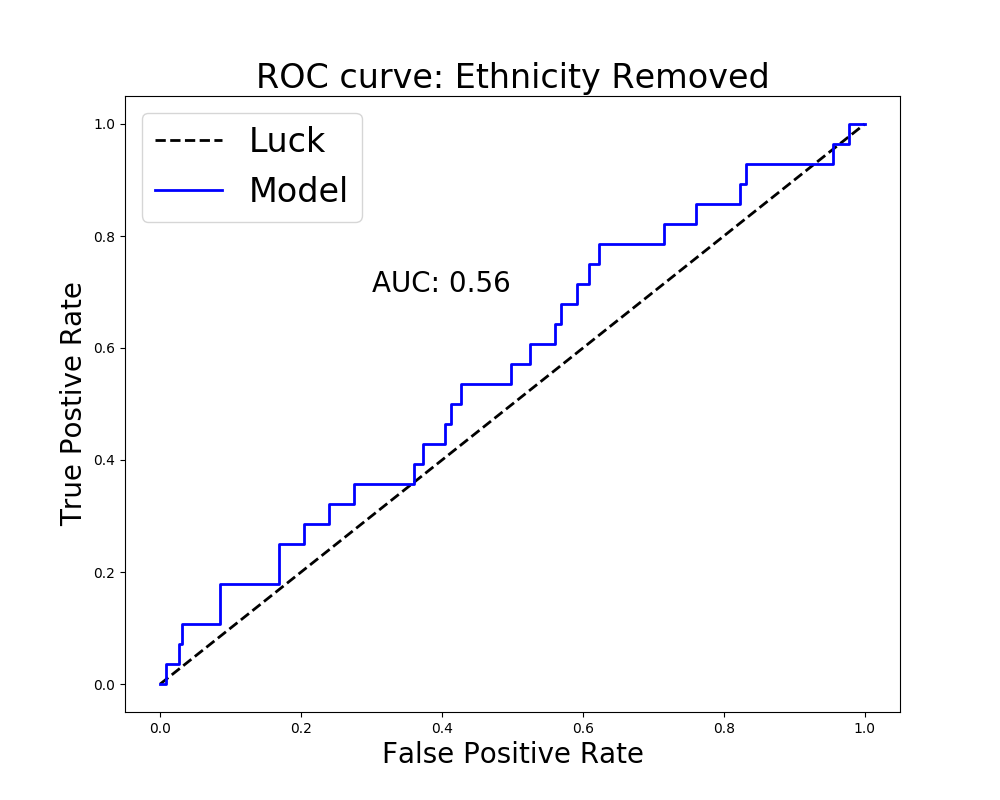 ROC curve: Ethnicity Removed
Luck
Model
AUC: 0.56
True Postive Rate
1.0
0.8
0.6
0.4
0.2
0.0
0.0 0.2 0.4 0.6 0.8 1.0
False Positive Rate